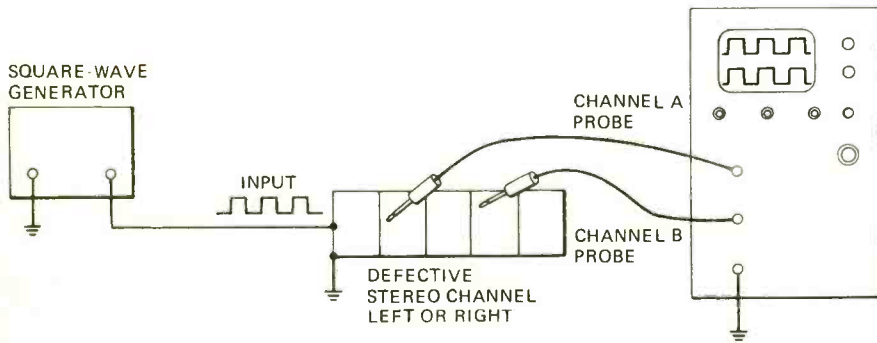 SQUARE-WAVE
GENERATOR
INPUT
CHANNEL A
PROBE
CHANNEL B
PROBE
DEFECTIVE
STEREO CHANNEL
LEFT OR RIGHT